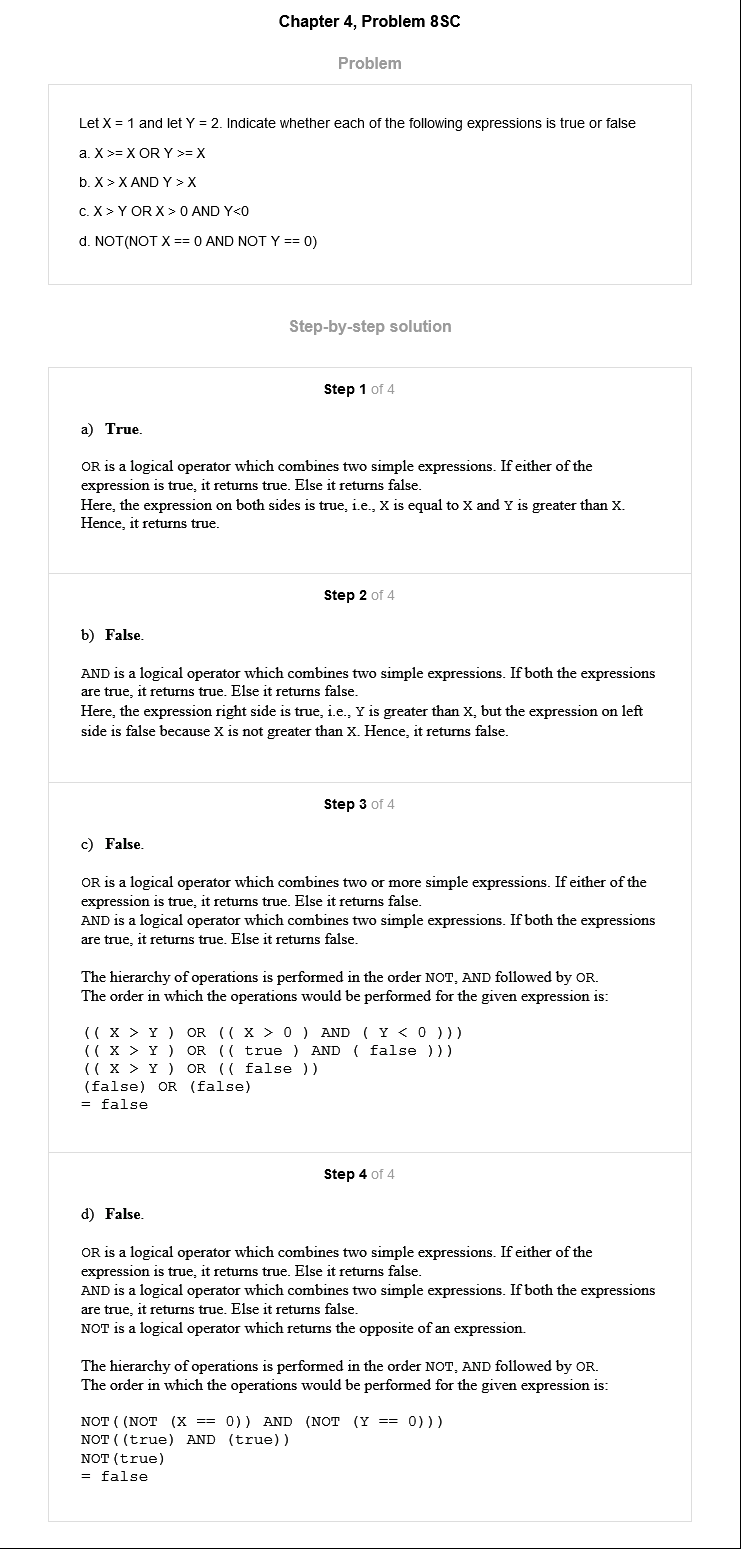 Chapter 4, Problem 8SC
Problem
Let X = 1 and let Y = 2. Indicate whether each of the following expressions is true or false
a. X >= X OR Y >= X
b. X > X AND Y > X
c. X > Y OR X > 0 AND Y<0
d. NOT(NOT X == 0 AND NOT Y == 0)
Step-by-step solution
Step 1 of 4
a) True.
OR is a logical operator which combines two simple expressions. If either of the
expression is true, it returns true. Else it returns false.
Here, the expression on both sides is true, i.e., X is equal to X and Y is greater than X.
Hence, it returns true.
Step 2 of 4
b) False.
AND is a logical operator which combines two simple expressions. If both the expressions
are true, it returns true. Else it returns false.
Here, the expression right side is true, i.e., Y is greater than X, but the expression on left
side is false because X is not greater than X. Hence, it returns false.
Step 3 of 4
c) False.
OR is a logical operator which combines two or more simple expressions. If either of the
expression is true, it returns true. Else it returns false.
AND is a logical operator which combines two simple expressions. If both the expressions
are true, it returns true. Else it returns false.
The hierarchy of operations is performed in the order NOT, AND followed by OR.
The order in which the operations would be performed for the given expression is:
(( X > Y ) OR (( X > 0 ) AND ( Y < 0 )))
(( X > Y ) OR (( true ) AND ( false )))
(( X > Y ) OR (( false ))
(false) OR (false)
= false
Step 4 of 4
d) False.
OR is a logical operator which combines two simple expressions. If either of the
expression is true, it returns true. Else it returns false.
AND is a logical operator which combines two simple expressions. If both the expressions
are true, it returns true. Else it returns false.
NOT is a logical operator which returns the opposite of an expression.
The hierarchy of operations is performed in the order NOT, AND followed by OR.
The order in which the operations would be performed for the given expression is:
NOT((NOT (X == 0)) AND (NOT (Y == 0)))
NOT((true) AND (true))
NOT(true)
= false